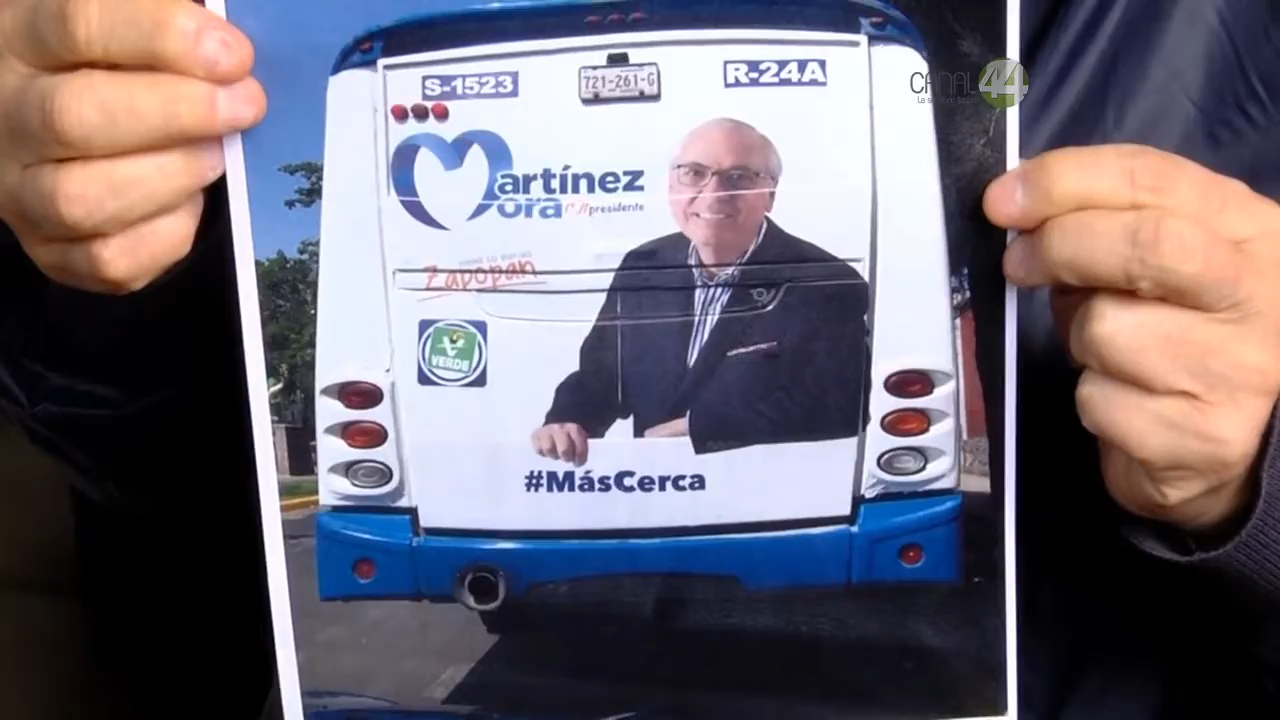 S-1523
721-261-G
R-24A
CANAL 44
Martínez
Mora
presidente
Zapopan
VERDE
#MásCerca